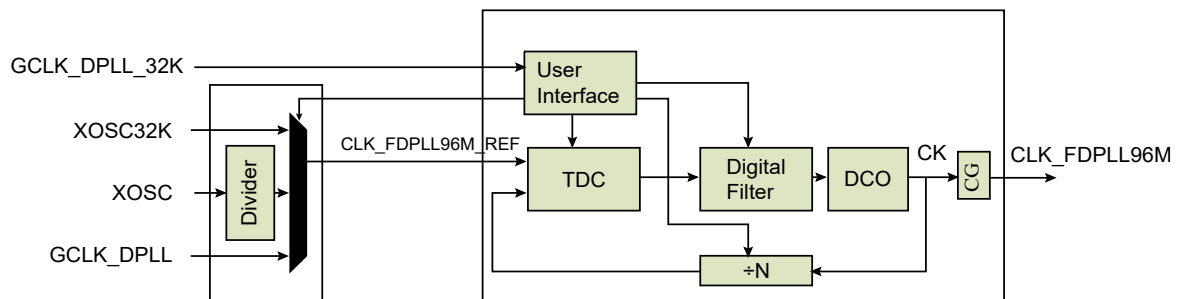 GCLK_DPLL_32K
User
Interface
XOSC32K
CLK_FDPLL96M_REF
CK
CLK_FDPLL96M
XOSC
Divider
TDC
Digital
Filter
DCO
CG
GCLK_DPLL
÷N